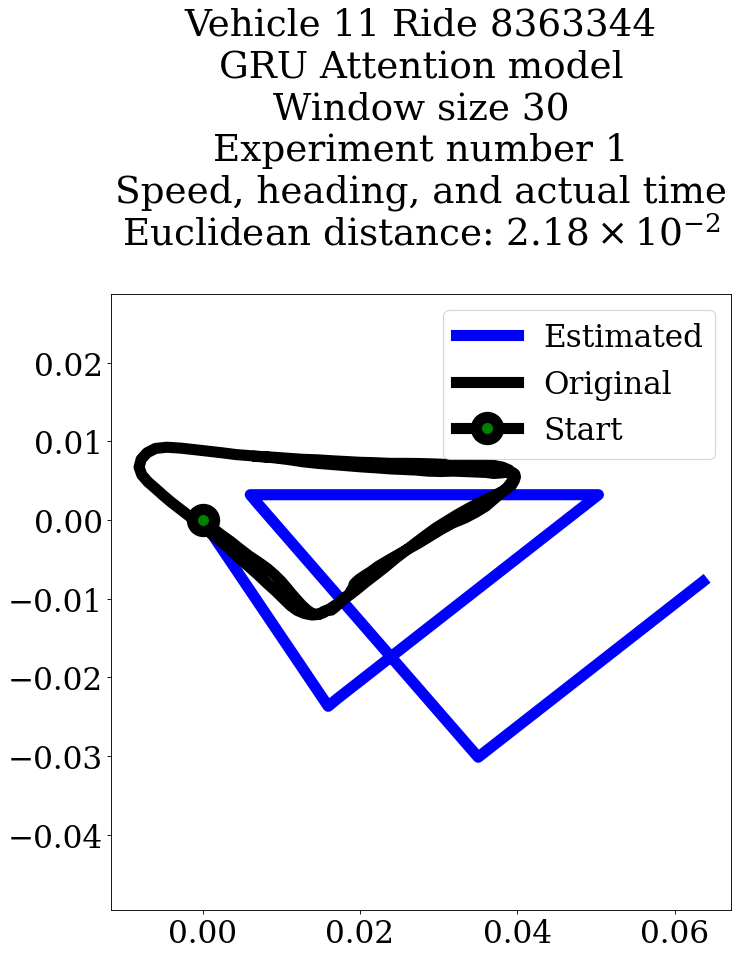 Vehicle 11 Ride 8363344
GRU Attention model
Window size 30
Experiment number 1
Speed, heading, and actual time
Euclidean distance: 2.18 × 10⁻²
Estimated
Original
Start
0.02
0.01
0.00
−0.01
−0.02
−0.03
−0.04
0.00 0.02 0.04 0.06